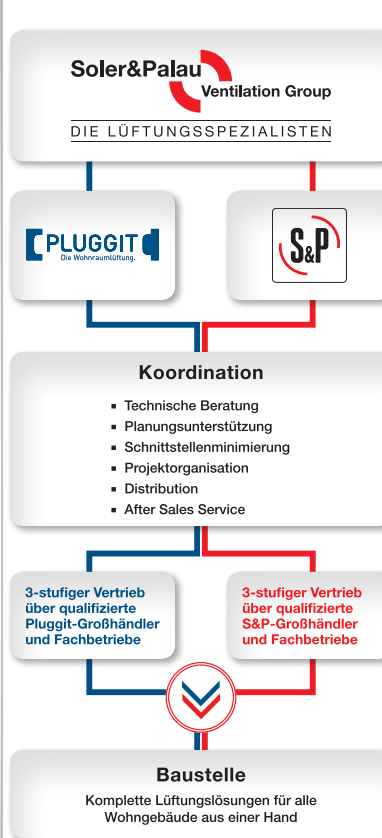 Soler&Palau
Ventilation Group
DIE LÜFTUNGSSPEZIALISTEN
PLUGGIT
Die Wohnraumlüftung.
S&P
Koordination
▪ Technische Beratung
▪ Planungsunterstützung
▪ Schnittstellenminimierung
▪ Projektorganisation
▪ Distribution
▪ After Sales Service
3-stufiger Vertrieb
über qualifizierte
Pluggit-Großhändler
und Fachbetriebe
3-stufiger Vertrieb
über qualifizierte
S&P-Großhändler
und Fachbetriebe
Baustelle
Komplette Lüftungslösungen für alle
Wohngebäude aus einer Hand